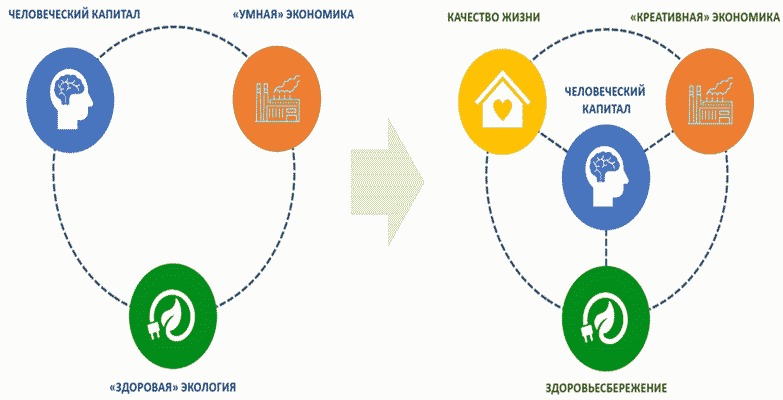 ЧЕЛОВЕЧЕСКИЙ КАПИТАЛ
«УМНАЯ» ЭКОНОМИКА
«ЗДОРОВАЯ» ЭКОЛОГИЯ
КАЧЕСТВО ЖИЗНИ
«КРЕАТИВНАЯ» ЭКОНОМИКА
ЧЕЛОВЕЧЕСКИЙ
КАПИТАЛ
ЗДОРОВЬЕСБЕРЕЖЕНИЕ